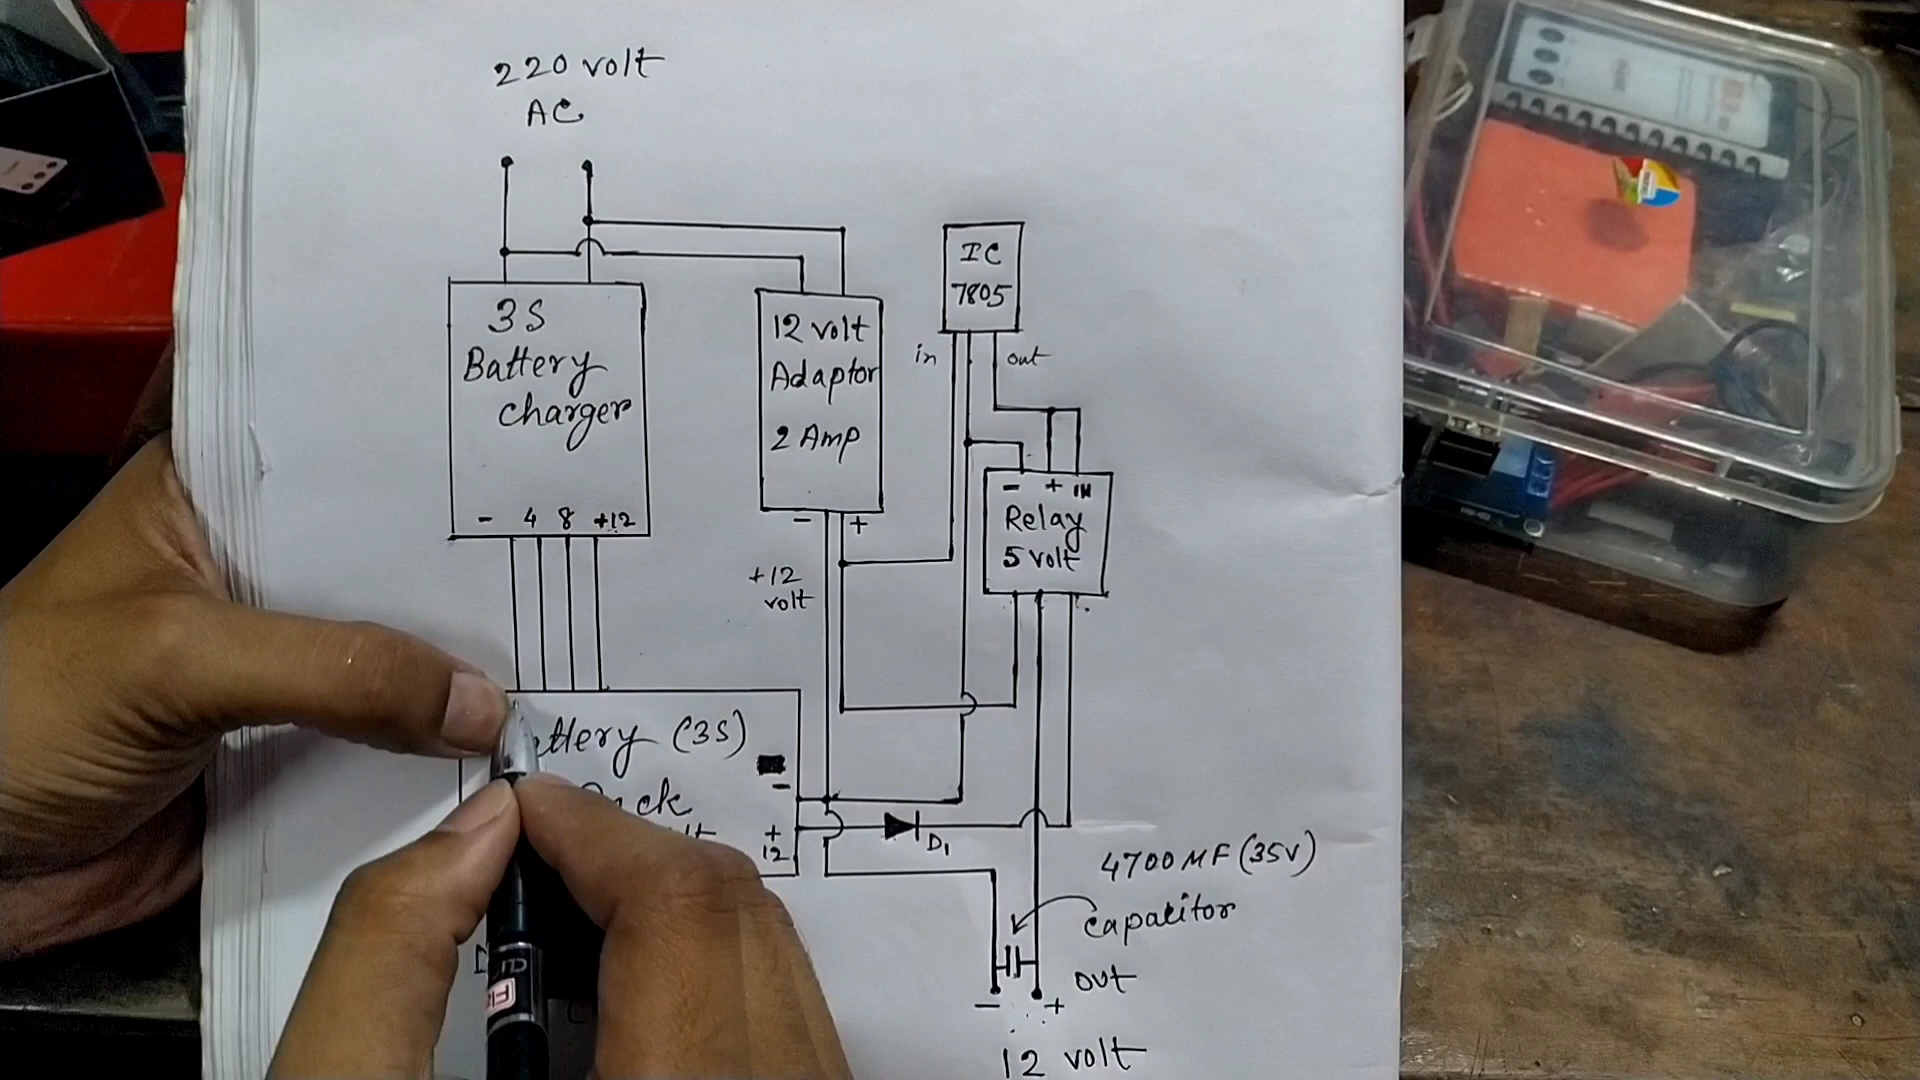 220 volt
AC
3S
Battery
charger
- 4 8 +12
12 volt
Adaptor
2 Amp
- +
+12
volt
IC
7805
in
out
- + IN
Relay
5 volt
(3S)
-
+
12
D1
4700 MF (35V)
capacitor
out
- +
12 volt